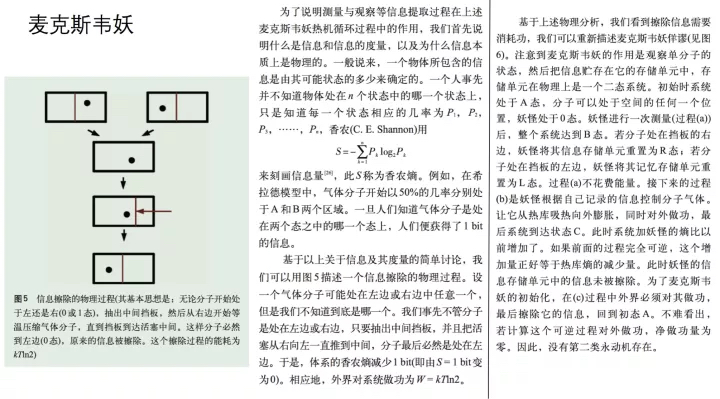 麦克斯韦妖
图5 信息擦除的物理过程(其基本思想是：无论分子开始处
于左还是右(0或1态)，抽出中间挡板，然后从右边开始等
温压缩气体分子，直到挡板到达活塞中间。这样分子必然
到左边(0态)，原来的信息被擦除。这个擦除过程的能耗为
kTln2)
为了说明测量与观察等信息提取过程在上述
麦克斯韦妖热机循环过程中的作用，我们首先说
明什么是信息和信息的度量，以及为什么信息本
质上是物理的。一般说来，一个物体所包含的信
息是由其可能状态的多少来确定的。一个人事先
并不知道物体处在n个状态中的哪一个状态上，
只是知道每一个状态相应的几率为P₁，P₂，
P₃，……，Pₙ，香农(C. E. Shannon)用
S=-∑ₖ₌₁ⁿPₖlog₂Pₖ
来刻画信息量[20]，此S称为香农熵。例如，在希
拉德模型中，气体分子开始以50%的几率分别处
于A和B两个区域。一旦人们知道气体分子是处
在两个态之中的哪一个态上，人们便获得了1 bit
的信息。
基于以上关于信息及其度量的简单讨论，我
们可以用图5描述一个信息擦除的物理过程。设
一个气体分子可能处在左边或右边中任意一个，
但是我们不知道到底是哪个。我们事先不管分子
是处在左边或右边，只要抽出中间挡板，并且把活
塞从右向左一直推到中间，分子最后必然是处在左
边。于是，体系的香农熵减少1 bit(即由S=1 bit变
为0)。相应地，外界对系统做功为W=kTln2。
基于上述物理分析，我们看到擦除信息需要
消耗功，我们可以重新描述麦克斯韦妖佯谬(见图
6)。注意到麦克斯韦妖的作用是观察单分子的
状态，然后把信息贮存在它的存储单元中，存
储单元在物理上是一个二态系统。初始时系统
处于A态，分子可以处于空间的任何一个位
置，妖怪处于0态。妖怪进行一次测量(过程(a))
后，整个系统达到B态。若分子处在挡板的右
边，妖怪将其信息存储单元重置为R态；若分
子处在挡板的左边，妖怪将其记忆存储单元重
置为L态。过程(a)不花费能量。接下来的过程
(b)是妖怪根据自己记录的信息控制分子气体。
让它从热库吸热向外膨胀，同时对外做功，最
后系统到达状态C。此时系统加妖怪的熵比以
前增加了。如果前面的过程完全可逆，这个增
加量正好等于热库熵的减少量。此时妖怪的信
息存储单元中的信息未被擦除。为了麦克斯韦
妖的初始化，在(c)过程中外界必须对其做功，
最后擦除它的信息，回到初态A。不难看出，
若计算这个可逆过程对外做功，净做功量为
零。因此，没有第二类永动机存在。